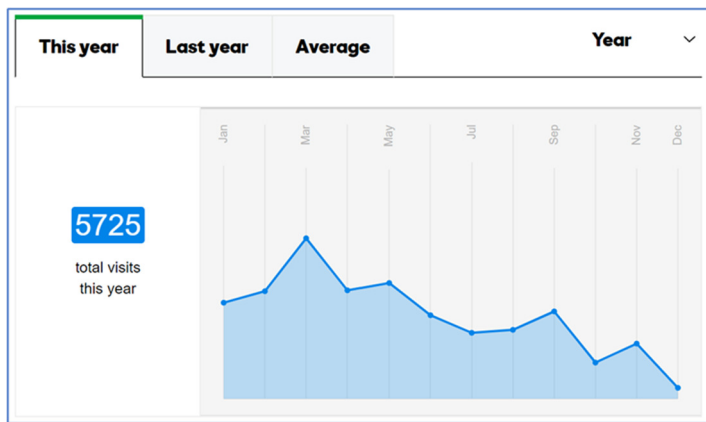 This year Last year Average Year
Jan Mar May Jul Sep Nov Dec
5725
total visits
this year